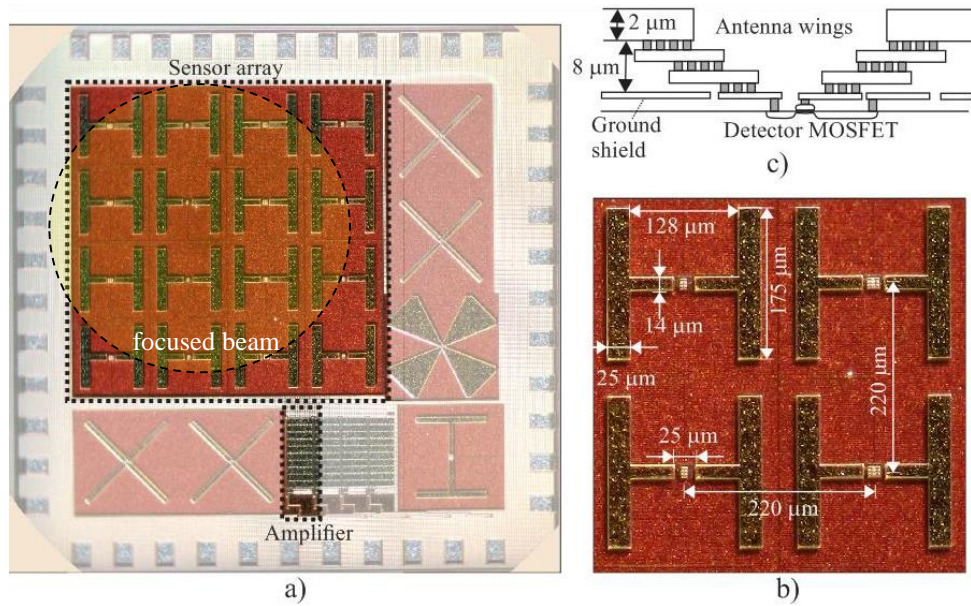 Sensor array
focused beam
Amplifier
a)
2 μm
Antenna wings
8 μm
Ground
shield
Detector MOSFET
c)
128 μm
175 μm
14 μm
25 μm
220 μm
25 μm
220 μm
b)